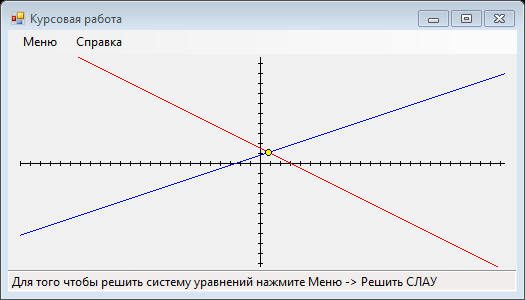 Курсовая работа
Меню Справка
Для того чтобы решить систему уравнений нажмите Меню -> Решить СЛАУ